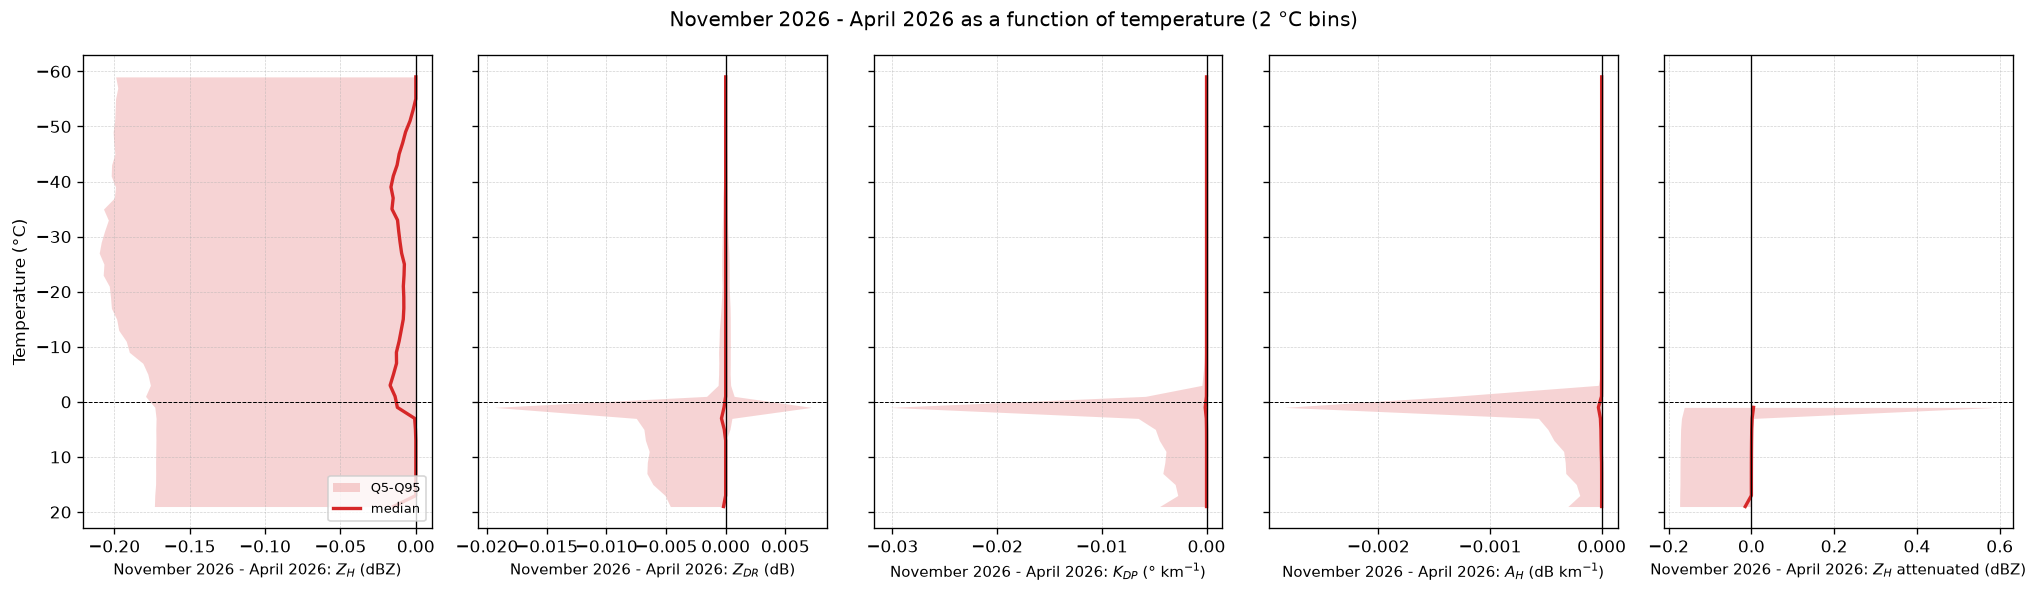 November 2026 - April 2026 as a function of temperature (2 °C bins)
Temperature (°C)
−60
−50
−40
−30
−20
−10
0
10
20
Q5-Q95
median
−0.20 −0.15 −0.10 −0.05 0.00
November 2026 - April 2026: Z_H (dBZ)
−0.020 −0.015 −0.010 −0.005 0.000 0.005
November 2026 - April 2026: Z_DR (dB)
−0.03 −0.02 −0.01 0.00
November 2026 - April 2026: K_DP (° km⁻¹)
−0.002 −0.001 0.000
November 2026 - April 2026: A_H (dB km⁻¹)
−0.2 0.0 0.2 0.4 0.6
November 2026 - April 2026: Z_H attenuated (dBZ)